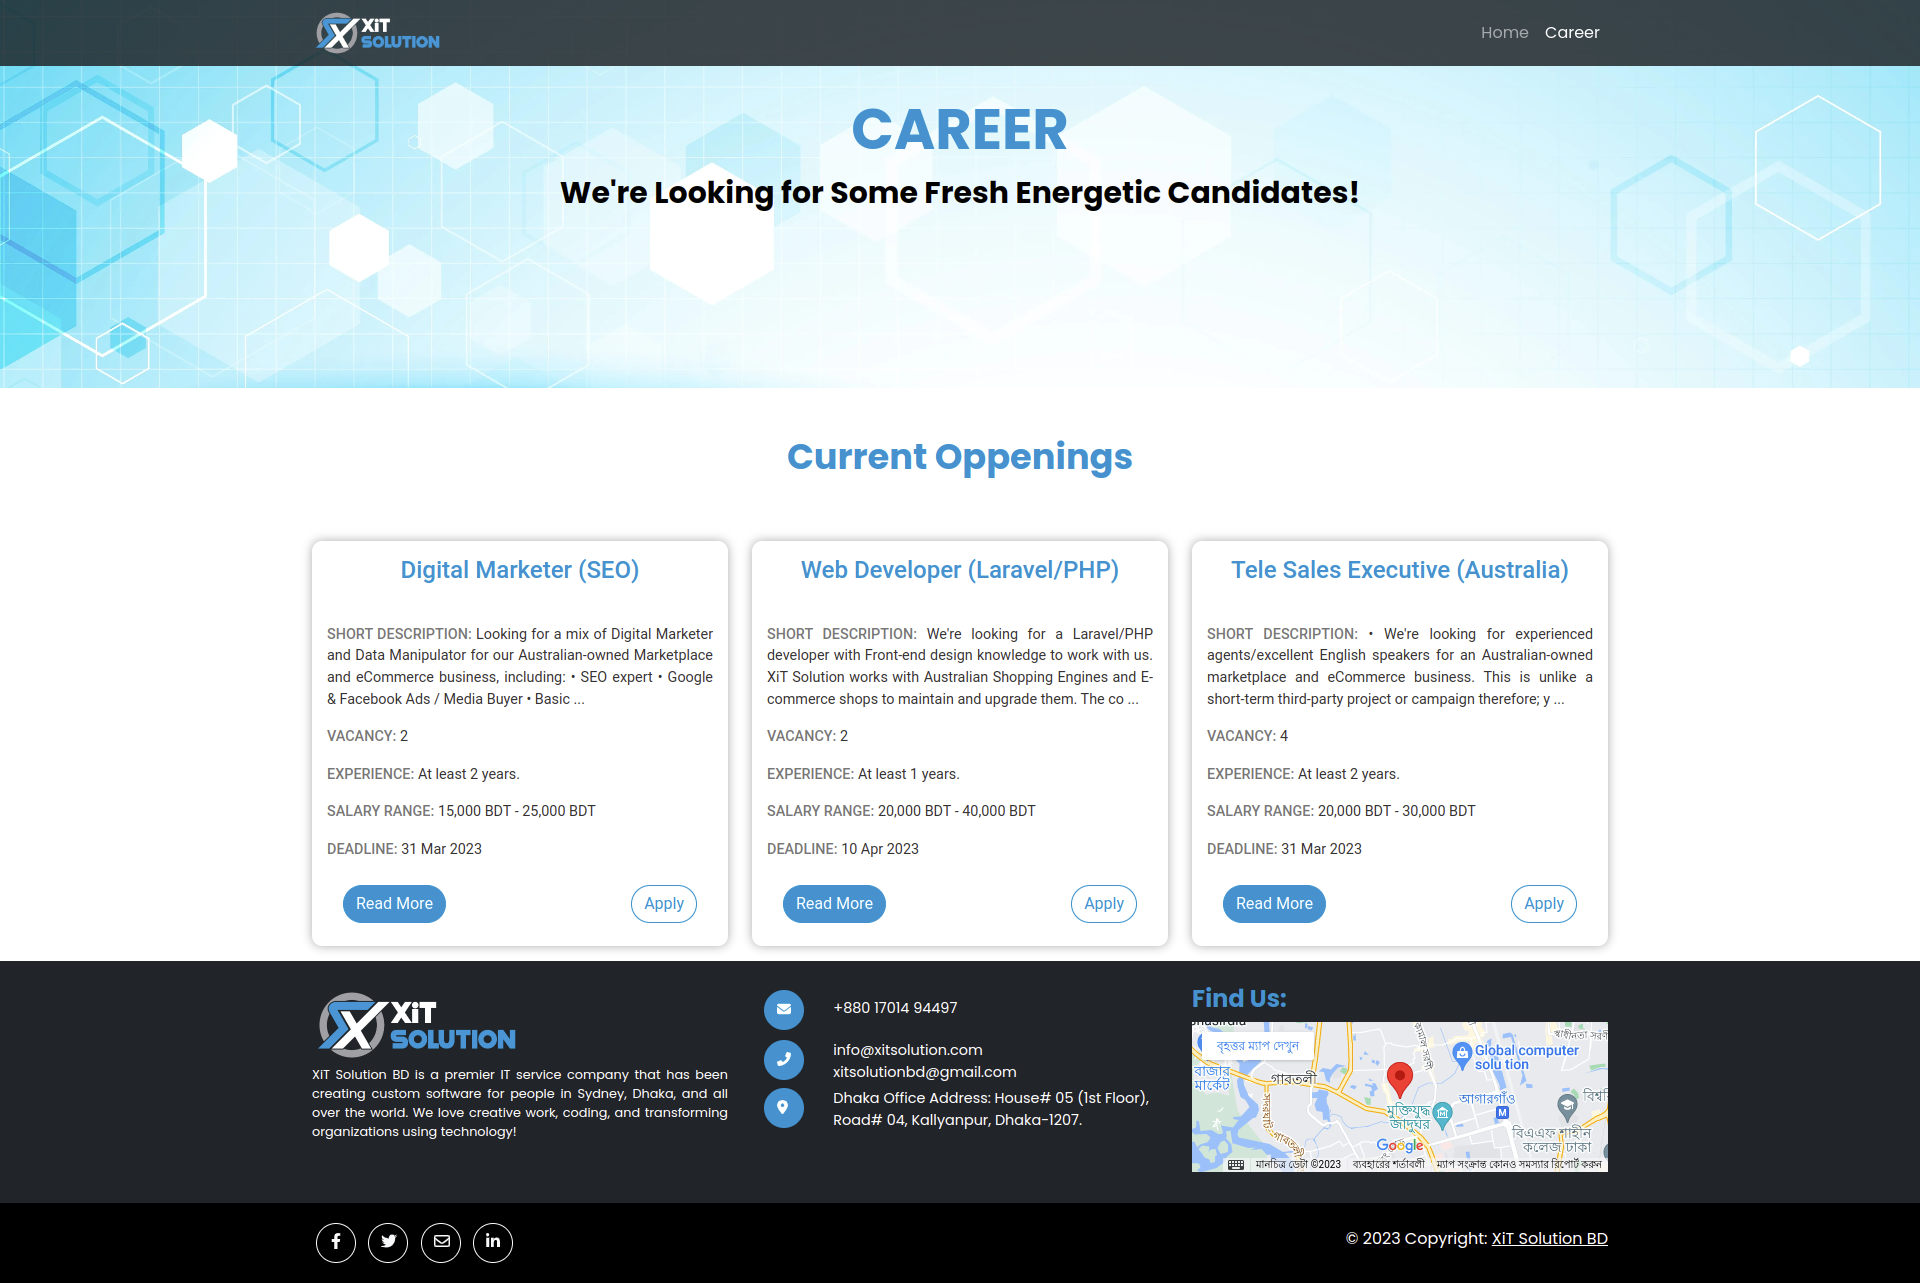 XiT
SOLUTION
Home Career
CAREER
We're Looking for Some Fresh Energetic Candidates!
Current Oppenings
Digital Marketer (SEO)
SHORT DESCRIPTION: Looking for a mix of Digital Marketer
and Data Manipulator for our Australian-owned Marketplace
and eCommerce business, including: • SEO expert • Google
& Facebook Ads / Media Buyer • Basic ...
VACANCY: 2
EXPERIENCE: At least 2 years.
SALARY RANGE: 15,000 BDT - 25,000 BDT
DEADLINE: 31 Mar 2023
Read More Apply
Web Developer (Laravel/PHP)
SHORT DESCRIPTION: We're looking for a Laravel/PHP
developer with Front-end design knowledge to work with us.
XiT Solution works with Australian Shopping Engines and E-
commerce shops to maintain and upgrade them. The co ...
VACANCY: 2
EXPERIENCE: At least 1 years.
SALARY RANGE: 20,000 BDT - 40,000 BDT
DEADLINE: 10 Apr 2023
Read More Apply
Tele Sales Executive (Australia)
SHORT DESCRIPTION: • We're looking for experienced
agents/excellent English speakers for an Australian-owned
marketplace and eCommerce business. This is unlike a
short-term third-party project or campaign therefore; y ...
VACANCY: 4
EXPERIENCE: At least 2 years.
SALARY RANGE: 20,000 BDT - 30,000 BDT
DEADLINE: 31 Mar 2023
Read More Apply
XiT
SOLUTION
XIT Solution BD is a premier IT service company that has been
creating custom software for people in Sydney, Dhaka, and all
over the world. We love creative work, coding, and transforming
organizations using technology!
+880 17014 94497
info@xitsolution.com
xitsolutionbd@gmail.com
Dhaka Office Address: House# 05 (1st Floor),
Road# 04, Kallyanpur, Dhaka-1207.
Find Us:
বৃহত্তর ম্যাপ দেখুন
Global computer
solu tion
বাজার
মার্কেট
গাবতলী
আগারগাঁও
মুক্তিযুদ্ধ
জাদুঘর
বিএএফ শাহীন
কলেজ ঢাকা
গাবতলী
Google
মানচিত্র ডেটা ©2023 ব্যবহারের শর্তাবলী ম্যাপ সংক্রান্ত কোনও সমস্যার রিপোর্ট করুন
© 2023 Copyright: XiT Solution BD